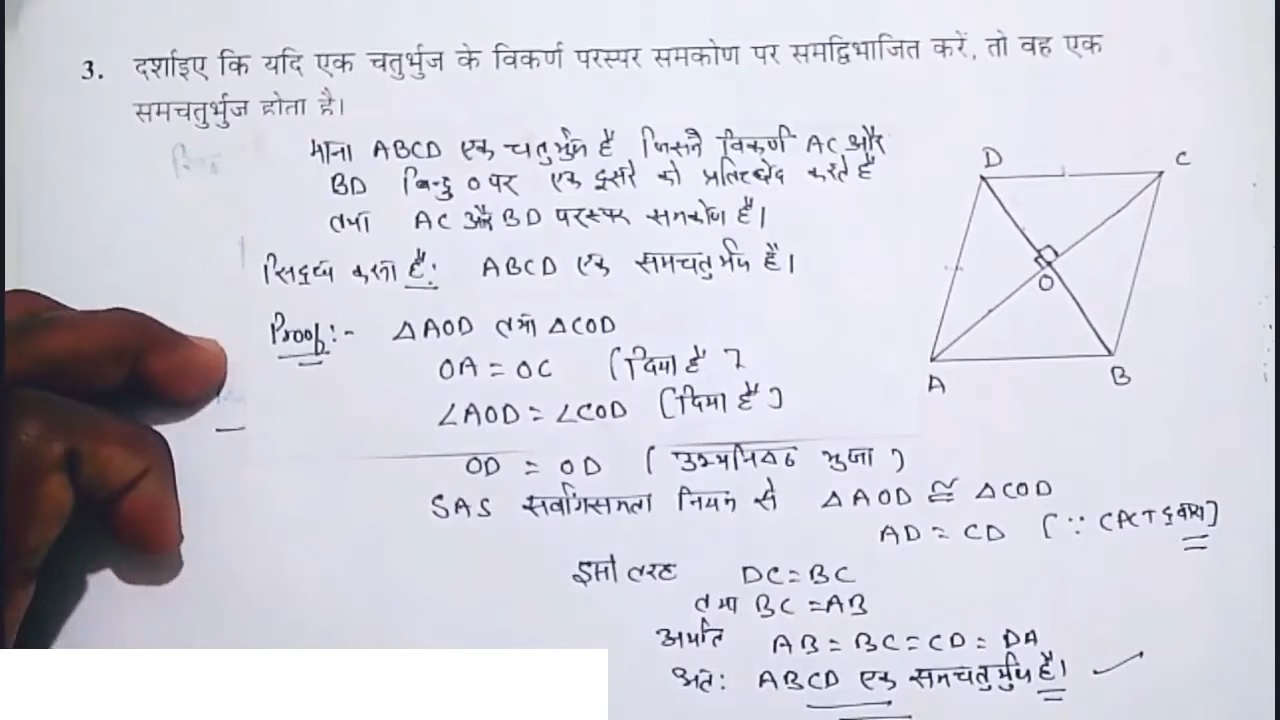 3. दर्शाइए कि यदि एक चतुर्भुज के विकर्ण परस्पर समकोण पर समद्विभाजित करें, तो वह एक
समचतुर्भुज होता है।
माना ABCD एक चतुर्भुज है जिसने विकर्ण AC और
BD बिन्दु O पर एक दूसरे को प्रतिच्छेद करते है
तथा AC और BD परस्पर समकोण है।
सिद्ध करना है: ABCD एक समचतुर्भुज है।
Proof:- △AOD तथा △COD
OA = OC (दिया है)
∠AOD = ∠COD (दिया है)
OD = OD (उभयनिष्ठ भुजा)
SAS सर्वांगसमता नियम से △AOD ≅ △COD
AD = CD (∵ CPCT द्वारा)
इसी तरह DC = BC
तथा BC = AB
अर्थात AB = BC = CD = DA
अतः ABCD एक समचतुर्भुज है।
D C
O
A B